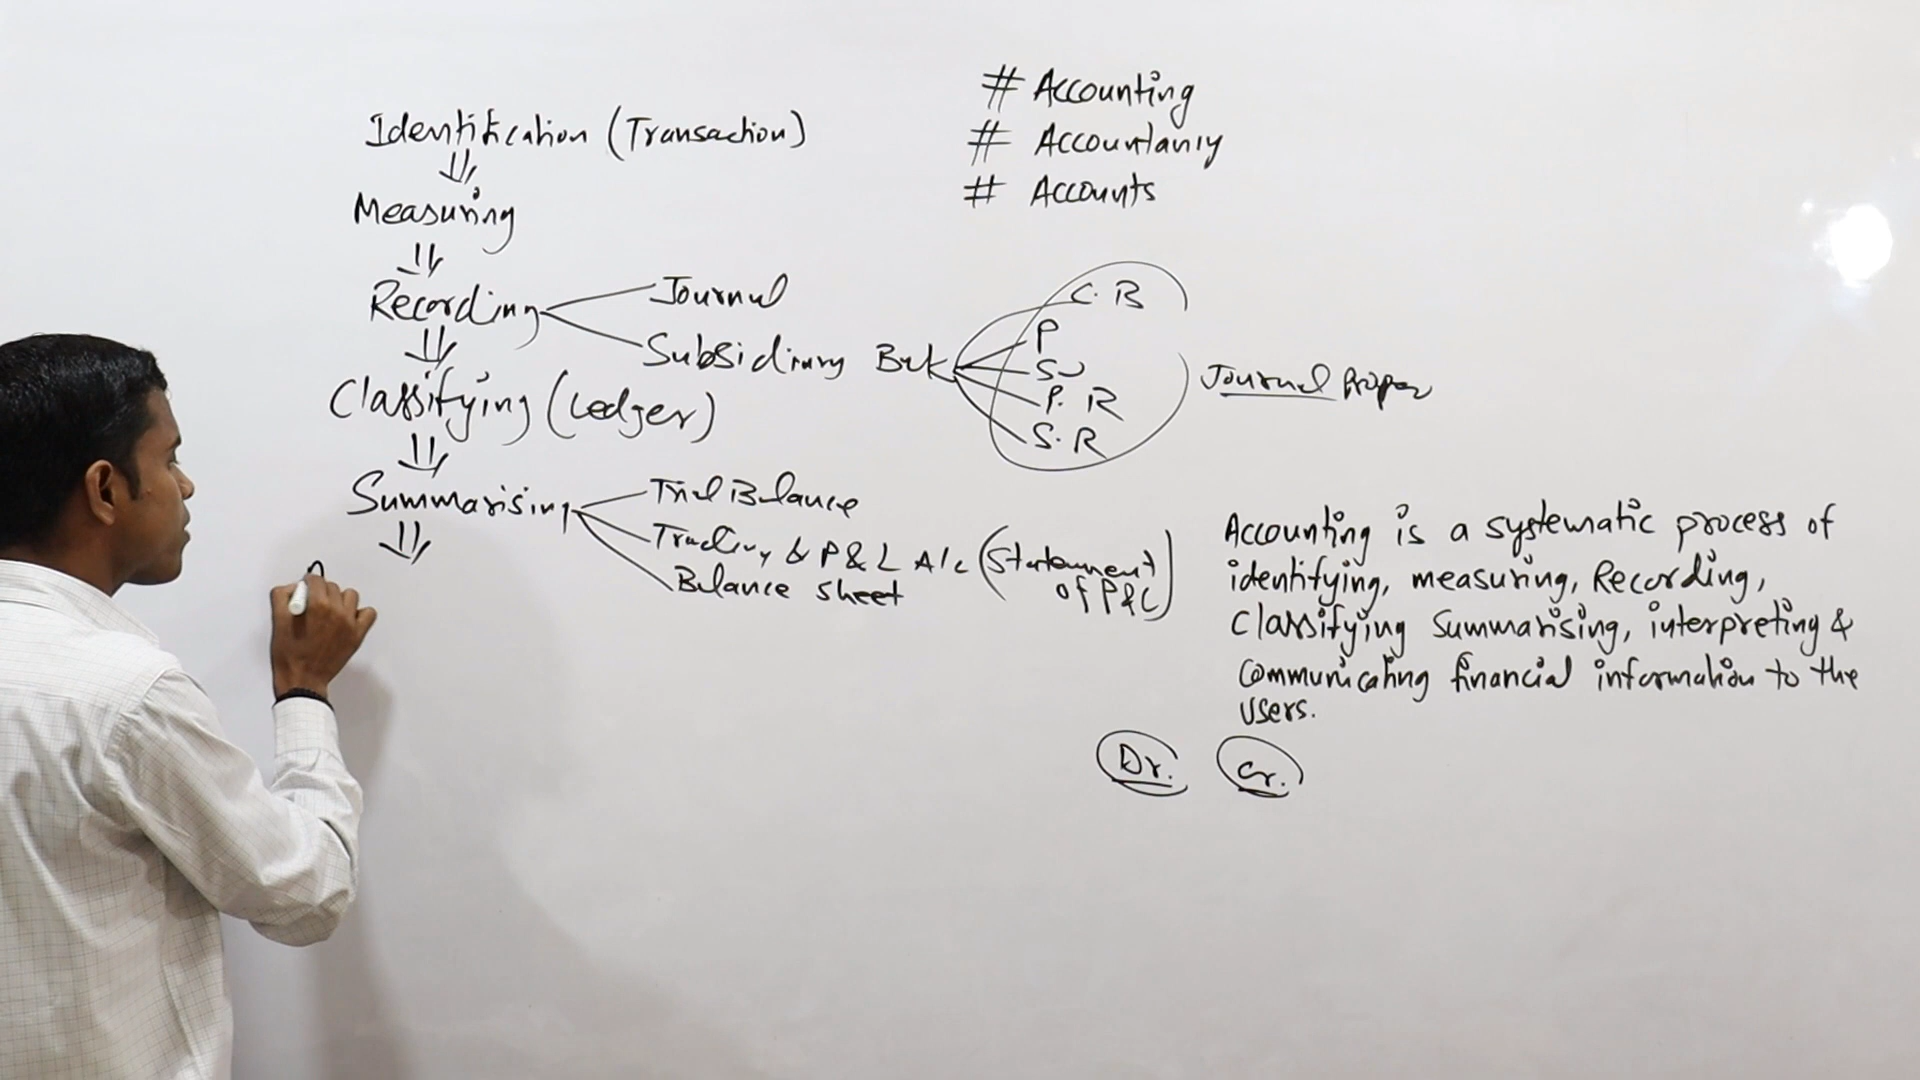 # Accounting
# Accountancy
# Accounts
Identification (Transaction)
Measuring
Recording
Journal
Subsidiary Book
C. B
P
S
P. R
S. R
Journal Proper
Classifying (Ledger)
Summarising
Trial Balance
Trading & P&L A/c (Statement of P&L)
Balance sheet
Accounting is a systematic process of
identifying, measuring, Recording,
Classifying Summarising, interpreting &
Communicating financial information to the
users.
Dr. Cr.